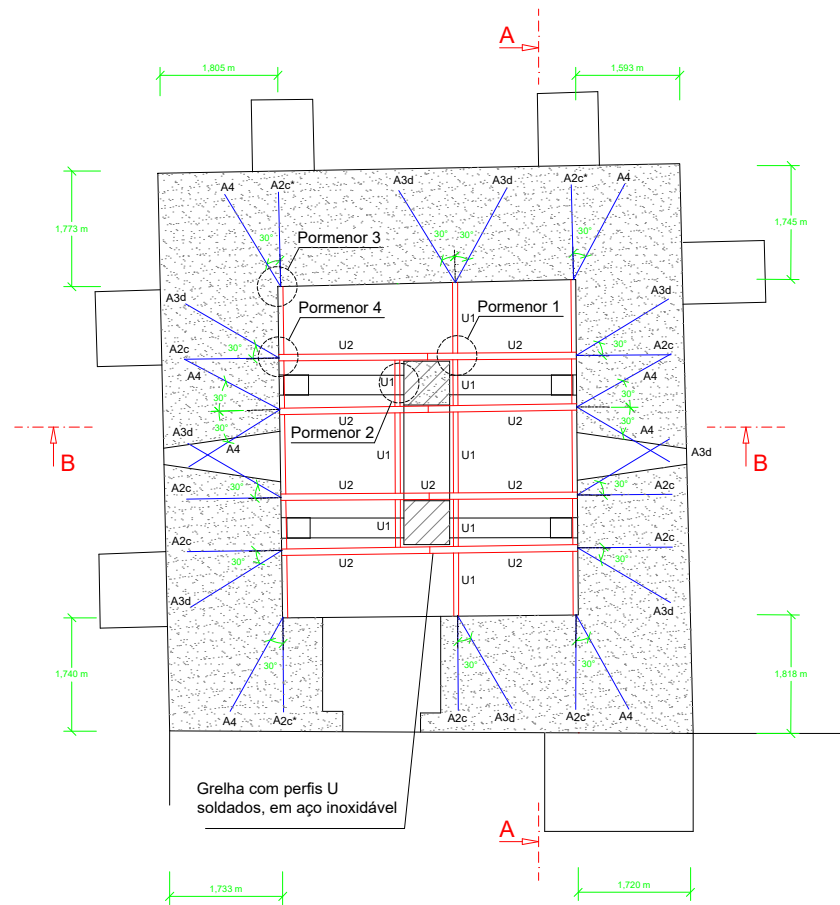 A
1,805 m
1,593 m
A4
A2c*
A3d
A3d
A2c*
A4
1,773 m
1,745 m
30°
30°
30°
30°
Pormenor 3
A3d
Pormenor 4
Pormenor 1
A3d
U1
A2c
30°
U2
U2
30°
A2c
A4
U1
U1
A4
30°
30°
30°
30°
U2
U2
Pormenor 2
B
A3d
A4
U1
U1
A4
A3d
B
A2c
30°
U2
U2
U2
30°
A2c
A2c
U1
U1
A2c
30°
U2
U2
30°
A3d
U1
A3d
1,740 m
1,818 m
30°
30°
30°
A4
A2c*
A2c
A3d
A2c*
A4
Grelha com perfis U
soldados, em aço inoxidável
A
1,733 m
1,720 m